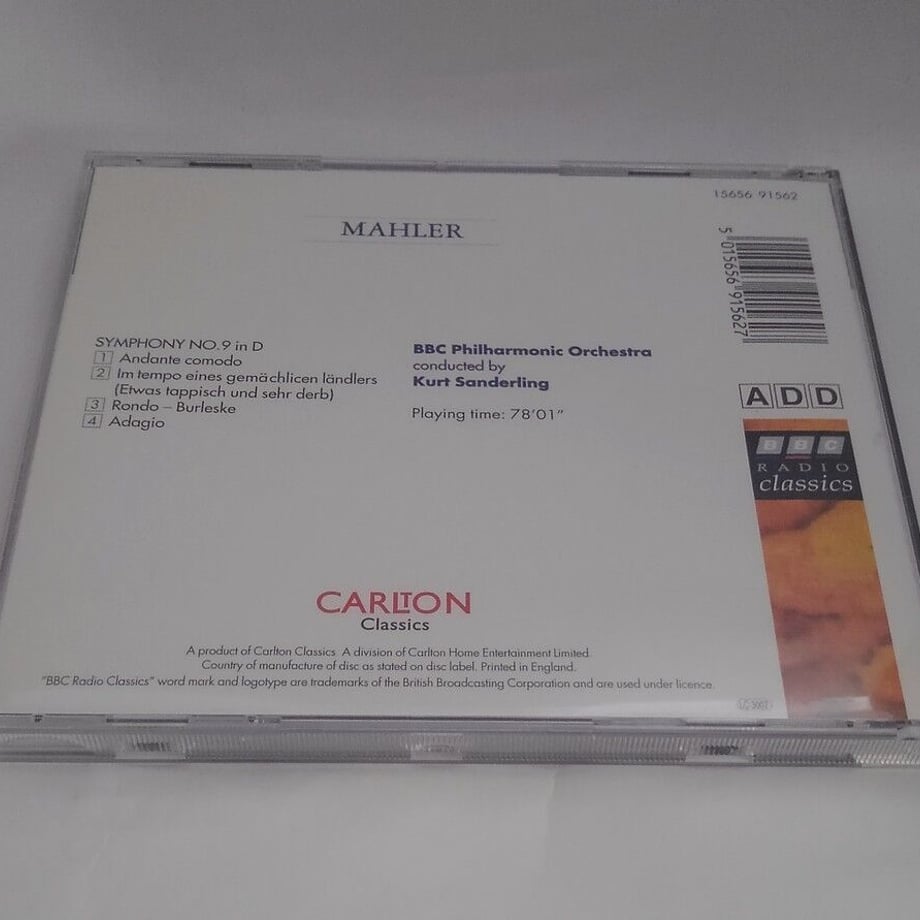 15656 91562
MAHLER
5 015656 915627
SYMPHONY NO.9 in D
1 Andante comodo
2 Im tempo eines gemächlicen ländlers
(Etwas tappisch und sehr derb)
3 Rondo – Burleske
4 Adagio
BBC Philharmonic Orchestra
conducted by
Kurt Sanderling
Playing time: 78'01"
ADD
BBC
RADIO
classics
CARLTON
Classics
A product of Carlton Classics A division of Carlton Home Entertainment Limited.
Country of manufacture of disc as stated on disc label. Printed in England.
"BBC Radio Classics" word mark and logotype are trademarks of the British Broadcasting Corporation and are used under licence.